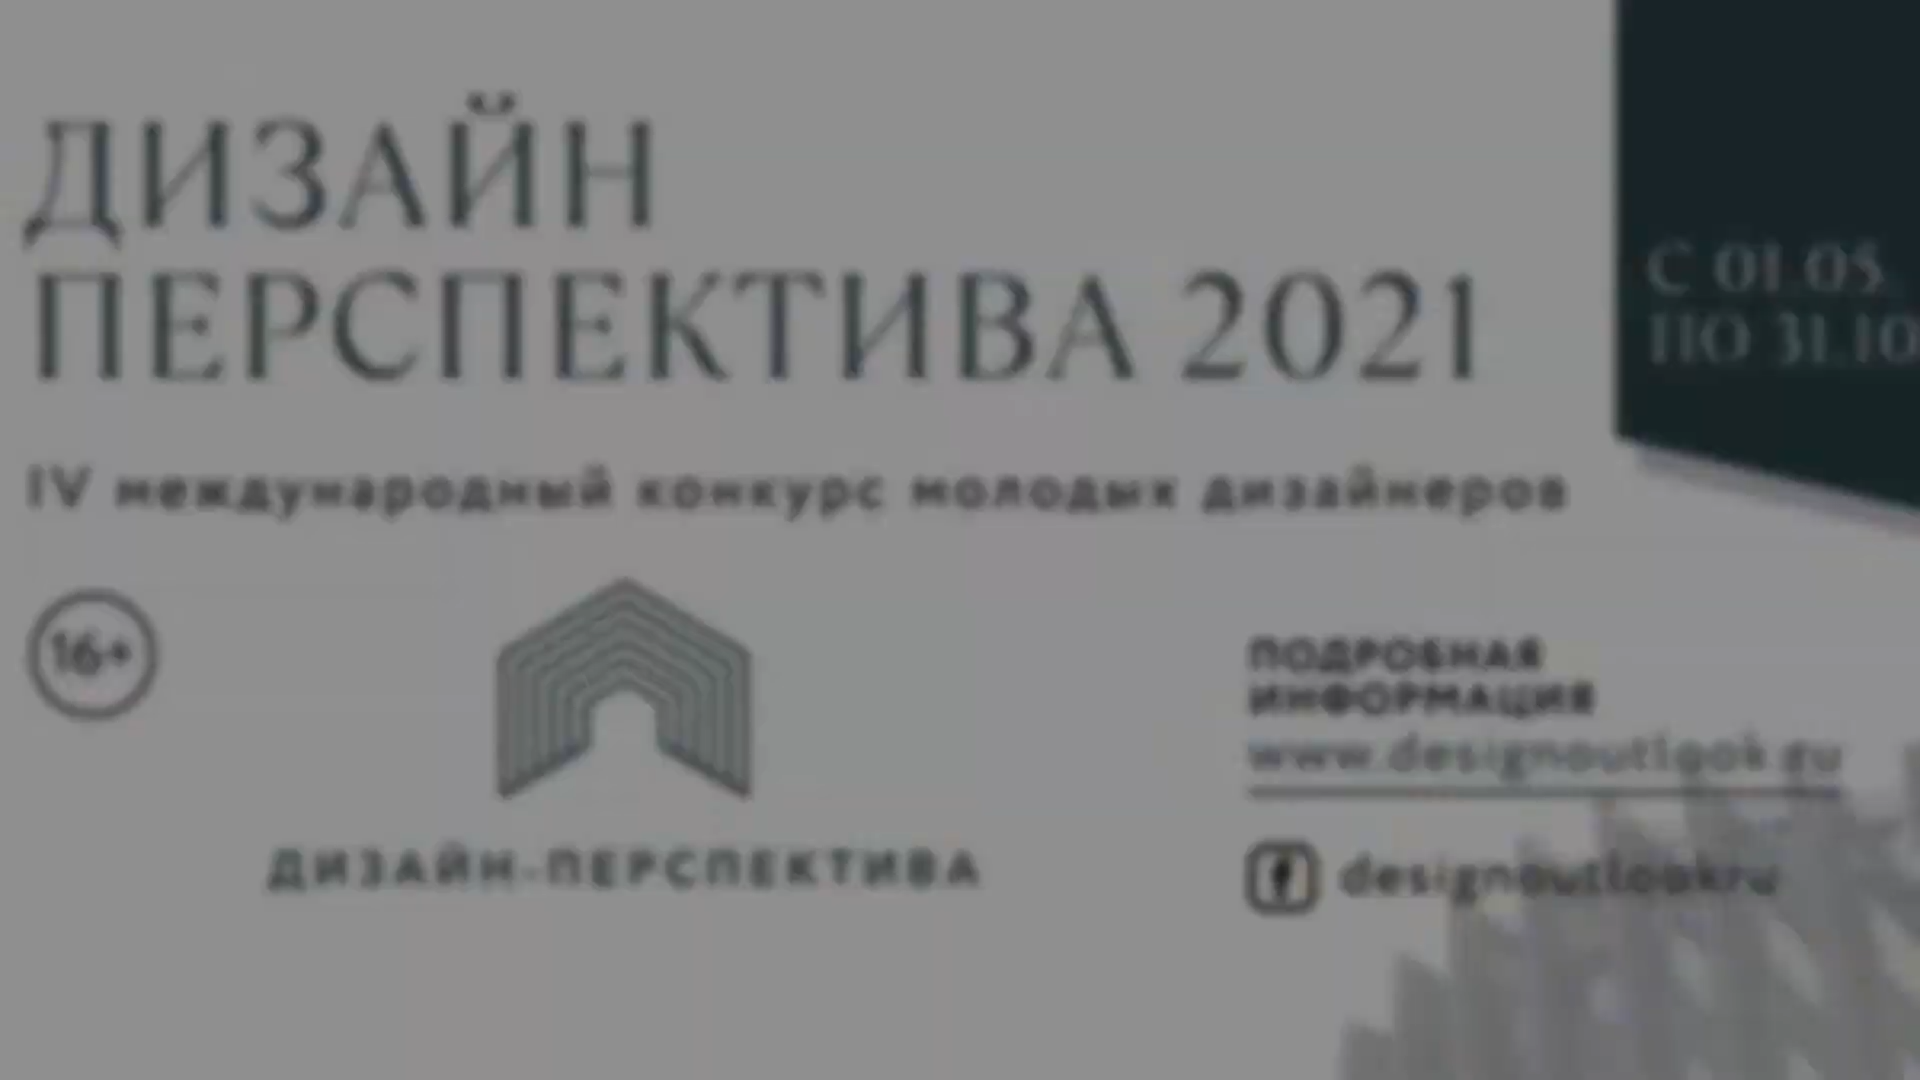 ДИЗАЙН
ПЕРСПЕКТИВА 2021
С 01.05.
ПО 31.10
IV международный конкурс молодых дизайнеров
16+
ДИЗАЙН-ПЕРСПЕКТИВА
ПОДРОБНАЯ
ИНФОРМАЦИЯ
www.designoutlook.ru
designoutlookru